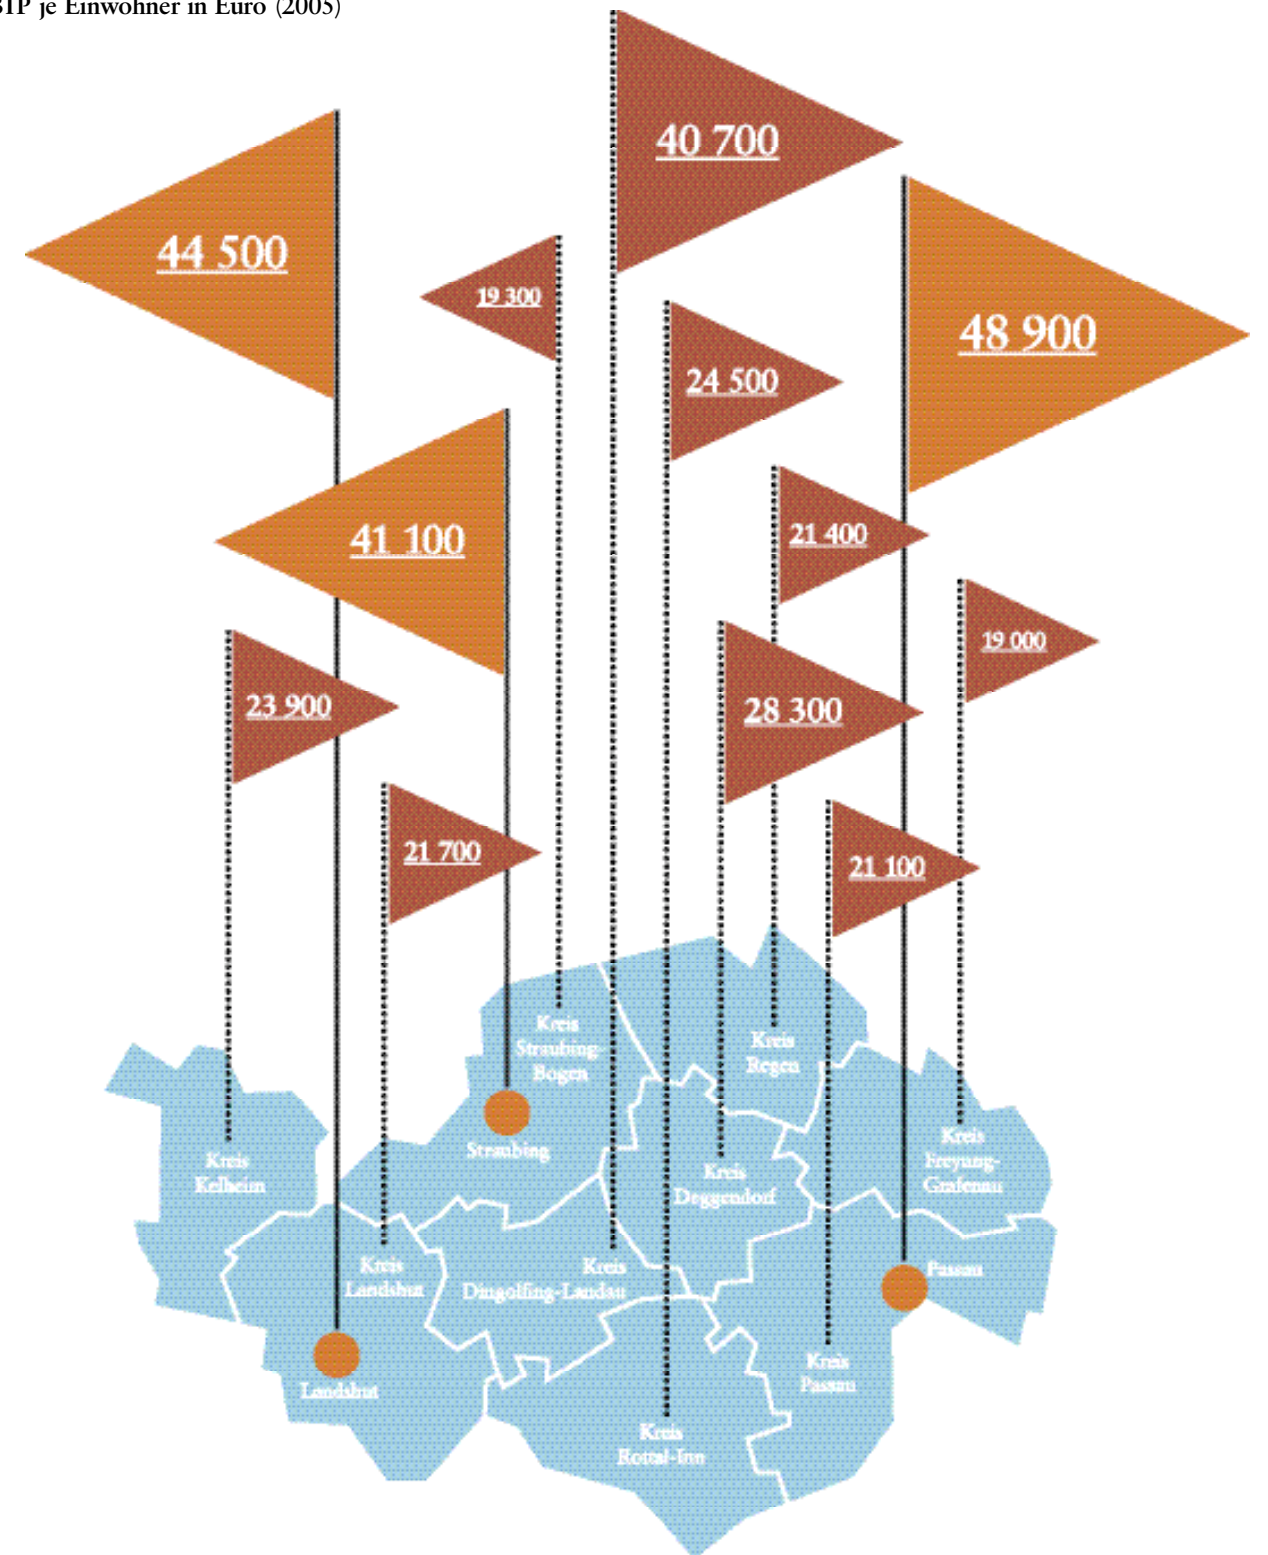 BIP je Einwohner in Euro (2005)
40 700
44 500
19 300
48 900
24 500
41 100
21 400
19 000
23 900
28 300
21 700
21 100
Kreis
Straubing-
Bogen
Kreis
Regen
Straubing
Kreis
Kelheim
Kreis
Freyung-
Grafenau
Kreis
Deggendorf
Kreis
Landshut
Kreis
Dingolfing-Landau
Passau
Kreis
Passau
Landshut
Kreis
Rottal-Inn